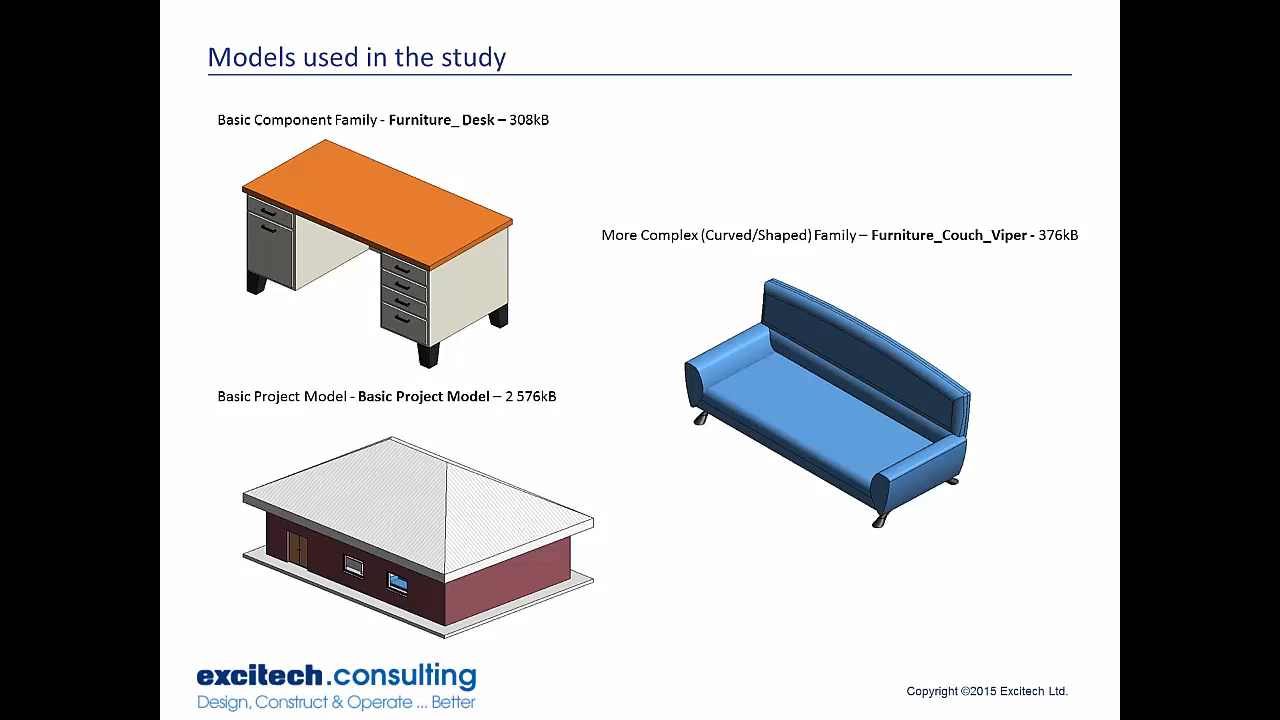 Models used in the study
Basic Component Family - Furniture_ Desk – 308kB
More Complex (Curved/Shaped) Family – Furniture_Couch_Viper - 376kB
Basic Project Model - Basic Project Model – 2 576kB
excitech.consulting
Design, Construct & Operate ... Better
Copyright ©2015 Excitech Ltd.